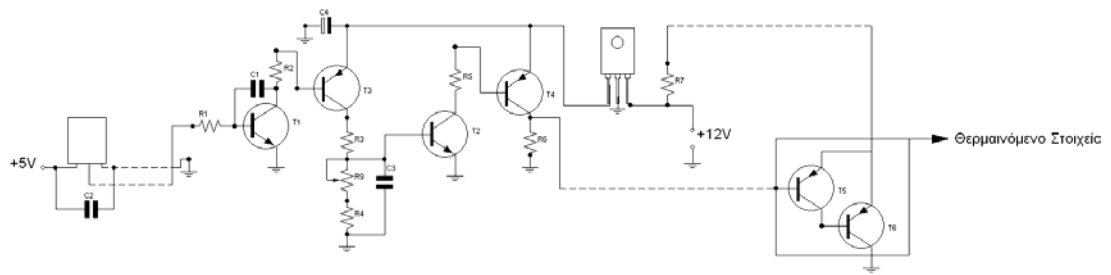 C4
R2
C1
T3
R5
T4
R7
R1
T1
T2
R3
R6
+12V
Θερμαινόμενο Στοιχείο
+5V
C3
R9
C2
R4
T5
T6